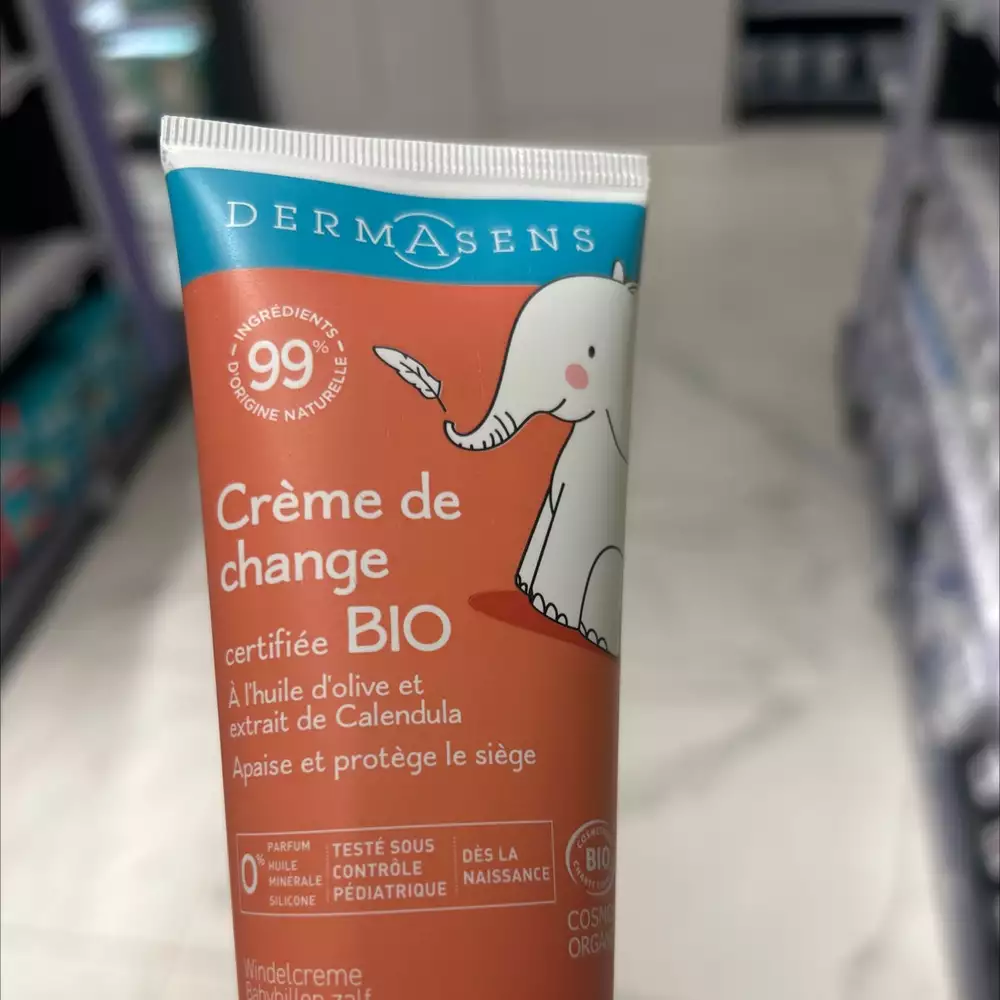 DERMASENS
INGRÉDIENTS
99%
D'ORIGINE NATURELLE
Crème de
change
certifiée BIO
À l'huile d'olive et
extrait de Calendula
Apaise et protège le siège
0%
PARFUM
HUILE
MINÉRALE
SILICONE
TESTÉ SOUS
CONTRÔLE
PÉDIATRIQUE
DÈS LA
NAISSANCE
BIO
Windelcreme